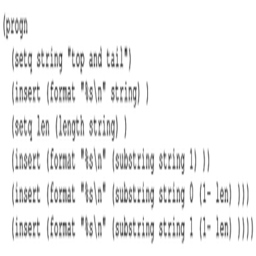 (progn
(setq string "top and tail")
(insert (format "%s\n" string) )
(setq len (length string) )
(insert (format "%s\n" (substring string 1) ))
(insert (format "%s\n" (substring string 0 (1- len) )))
(insert (format "%s\n" (substring string 1 (1- len) ))))